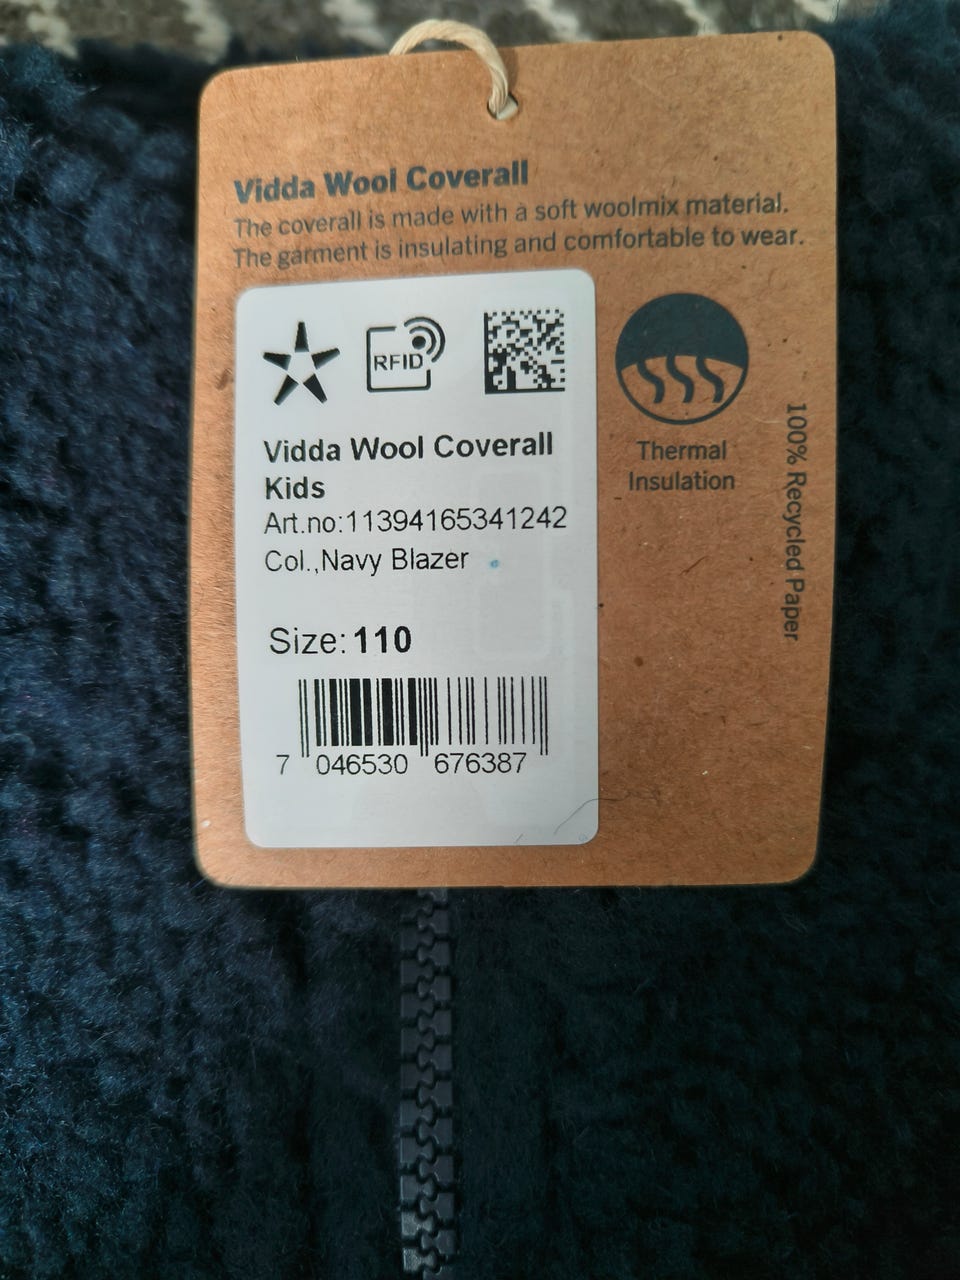 Vidda Wool Coverall
The coverall is made with a soft woolmix material.
The garment is insulating and comfortable to wear.
RFID
Vidda Wool Coverall
Kids
Art.no:11394165341242
Col.,Navy Blazer
Size: 110
7 046530 676387
Thermal
Insulation
100% Recycled Paper